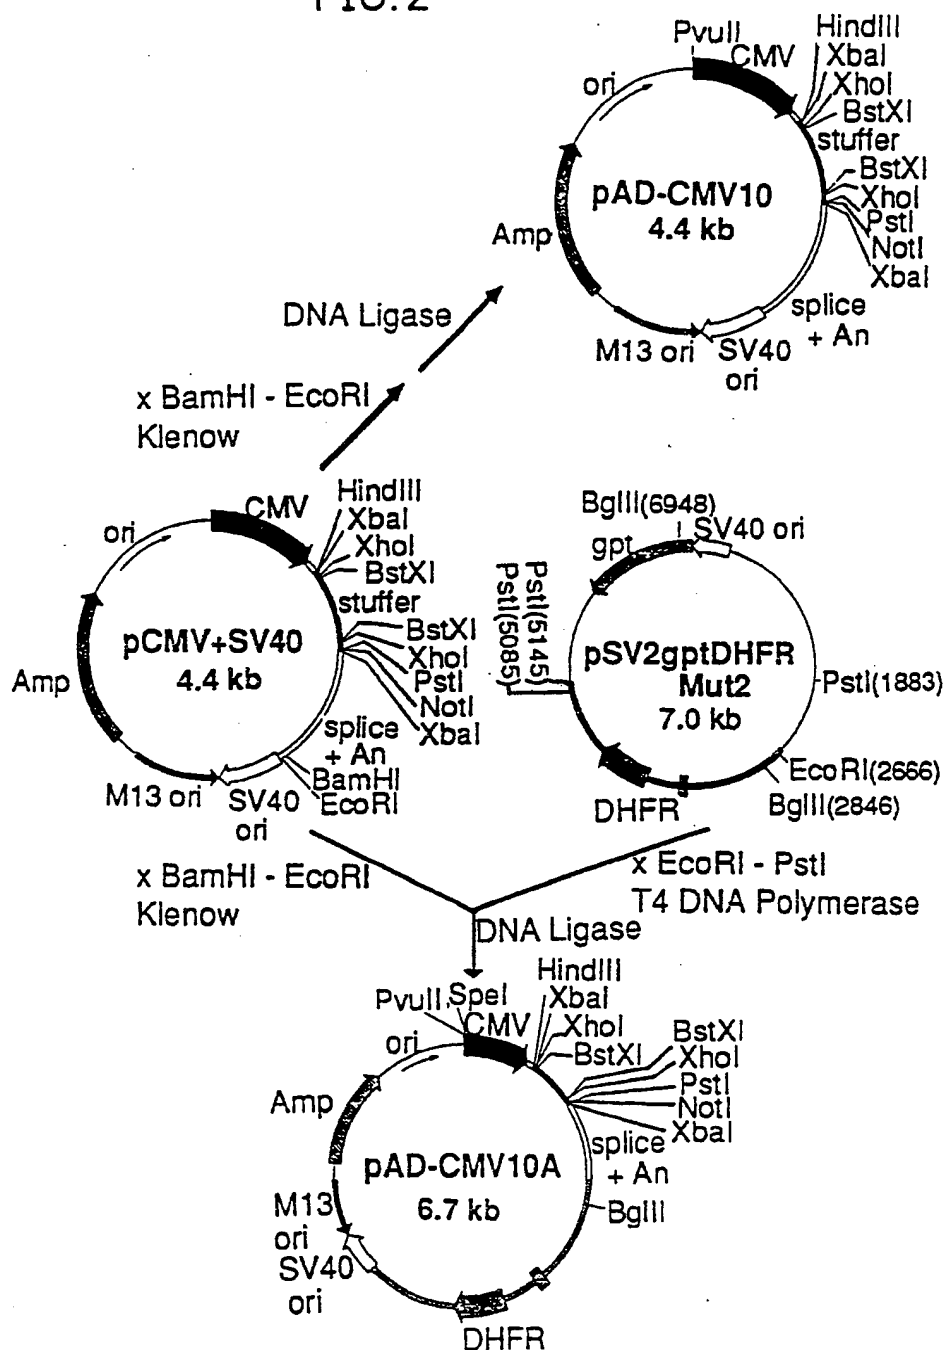 FIG. 2
PvuII
CMV
HindIII
XbaI
XhoI
BstXI
stuffer
BstXI
XhoI
PstI
NotI
XbaI
splice
+ An
SV40
ori
M13 ori
Amp
ori
pAD-CMV10
4.4 kb
DNA Ligase
x BamHI - EcoRI
Klenow
ori
CMV
HindIII
XbaI
XhoI
BstXI
stuffer
BstXI
XhoI
PstI
NotI
XbaI
splice
+ An
BamHI
EcoRI
SV40
ori
M13 ori
Amp
pCMV+SV40
4.4 kb
BglII(6948)
SV40 ori
gpt
PstI(5145)
PstI(5085)
pSV2gptDHFR
Mut2
7.0 kb
PstI(1883)
EcoRI(2666)
BglII(2846)
DHFR
x BamHI - EcoRI
Klenow
x EcoRI - PstI
T4 DNA Polymerase
DNA Ligase
PvuII,
SpeI
CMV
HindIII
XbaI
XhoI
BstXI
BstXI
XhoI
PstI
NotI
XbaI
splice
+ An
BglII
DHFR
SV40
ori
M13
ori
Amp
ori
pAD-CMV10A
6.7 kb